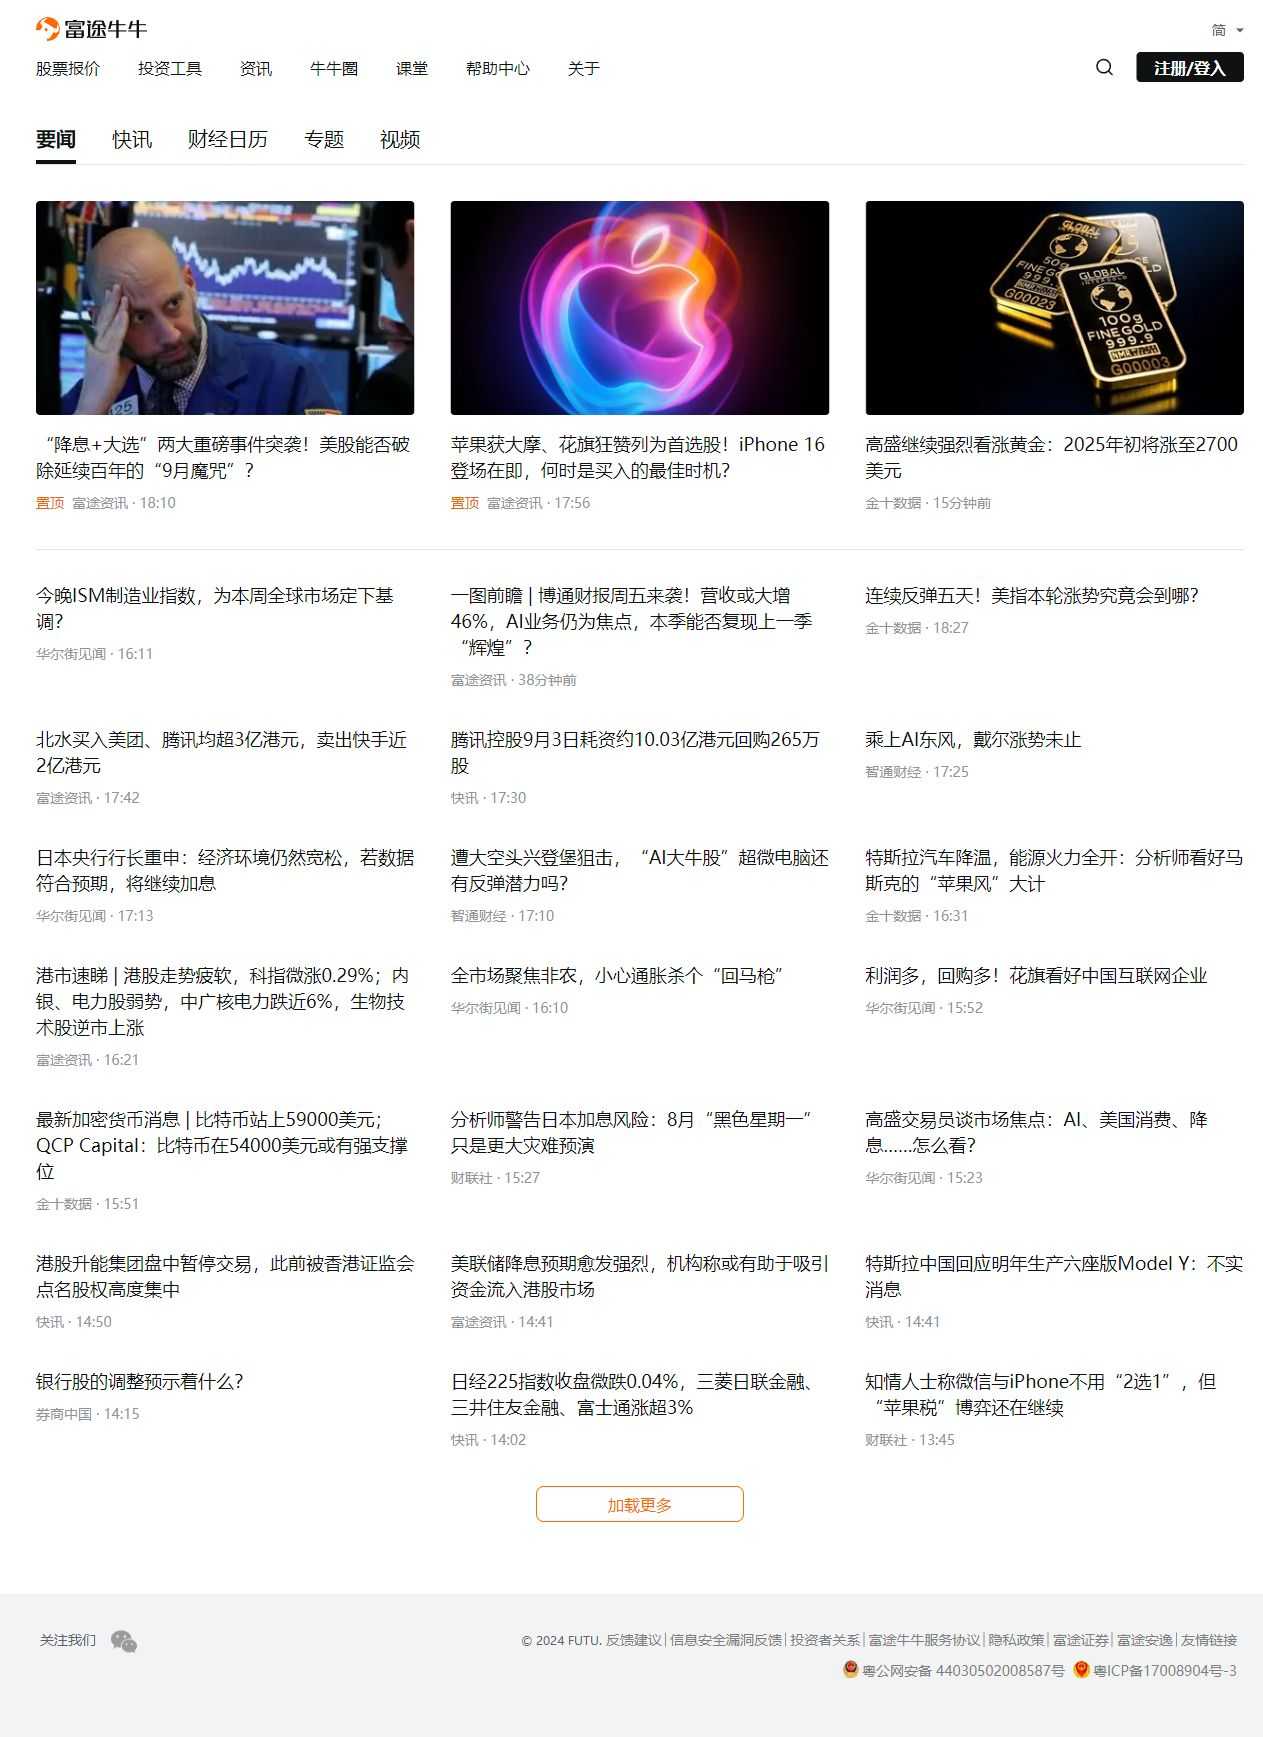 富途牛牛
简
股票报价 投资工具 资讯 牛牛圈 课堂 帮助中心 关于
注册/登入
要闻 快讯 财经日历 专题 视频
GLOBAL
50g
FINE GOLD
999.9
G00023
GLOBAL
INTERGOLD
100g
FINE GOLD
999.9
G00003
“降息+大选”两大重磅事件突袭！美股能否破
除延续百年的“9月魔咒”？
置顶 富途资讯 · 18:10
苹果获大摩、花旗狂赞列为首选股！iPhone 16
登场在即，何时是买入的最佳时机？
置顶 富途资讯 · 17:56
高盛继续强烈看涨黄金：2025年初将涨至2700
美元
金十数据 · 15分钟前
今晚ISM制造业指数，为本周全球市场定下基
调？
华尔街见闻 · 16:11
一图前瞻 | 博通财报周五来袭！营收或大增
46%，AI业务仍为焦点，本季能否复现上一季
“辉煌”？
富途资讯 · 38分钟前
连续反弹五天！美指本轮涨势究竟会到哪？
金十数据 · 18:27
北水买入美团、腾讯均超3亿港元，卖出快手近
2亿港元
富途资讯 · 17:42
腾讯控股9月3日耗资约10.03亿港元回购265万
股
快讯 · 17:30
乘上AI东风，戴尔涨势未止
智通财经 · 17:25
日本央行行长重申：经济环境仍然宽松，若数据
符合预期，将继续加息
华尔街见闻 · 17:13
遭大空头兴登堡狙击，“AI大牛股”超微电脑还
有反弹潜力吗？
智通财经 · 17:10
特斯拉汽车降温，能源火力全开：分析师看好马
斯克的“苹果风”大计
金十数据 · 16:31
港市速睇 | 港股走势疲软，科指微涨0.29%；内
银、电力股弱势，中广核电力跌近6%，生物技
术股逆市上涨
富途资讯 · 16:21
全市场聚焦非农，小心通胀杀个“回马枪”
华尔街见闻 · 16:10
利润多，回购多！花旗看好中国互联网企业
华尔街见闻 · 15:52
最新加密货币消息 | 比特币站上59000美元；
QCP Capital：比特币在54000美元或有强支撑
位
金十数据 · 15:51
分析师警告日本加息风险：8月“黑色星期一”
只是更大灾难预演
财联社 · 15:27
高盛交易员谈市场焦点：AI、美国消费、降
息……怎么看？
华尔街见闻 · 15:23
港股升能集团盘中暂停交易，此前被香港证监会
点名股权高度集中
快讯 · 14:50
美联储降息预期愈发强烈，机构称或有助于吸引
资金流入港股市场
富途资讯 · 14:41
特斯拉中国回应明年生产六座版Model Y：不实
消息
快讯 · 14:41
银行股的调整预示着什么？
券商中国 · 14:15
日经225指数收盘微跌0.04%，三菱日联金融、
三井住友金融、富士通涨超3%
快讯 · 14:02
知情人士称微信与iPhone不用“2选1”，但
“苹果税”博弈还在继续
财联社 · 13:45
加载更多
关注我们
© 2024 FUTU. 反馈建议 | 信息安全漏洞反馈 | 投资者关系 | 富途牛牛服务协议 | 隐私政策 | 富途证券 | 富途安逸 | 友情链接
粤公网安备 44030502008587号 粤ICP备17008904号-3